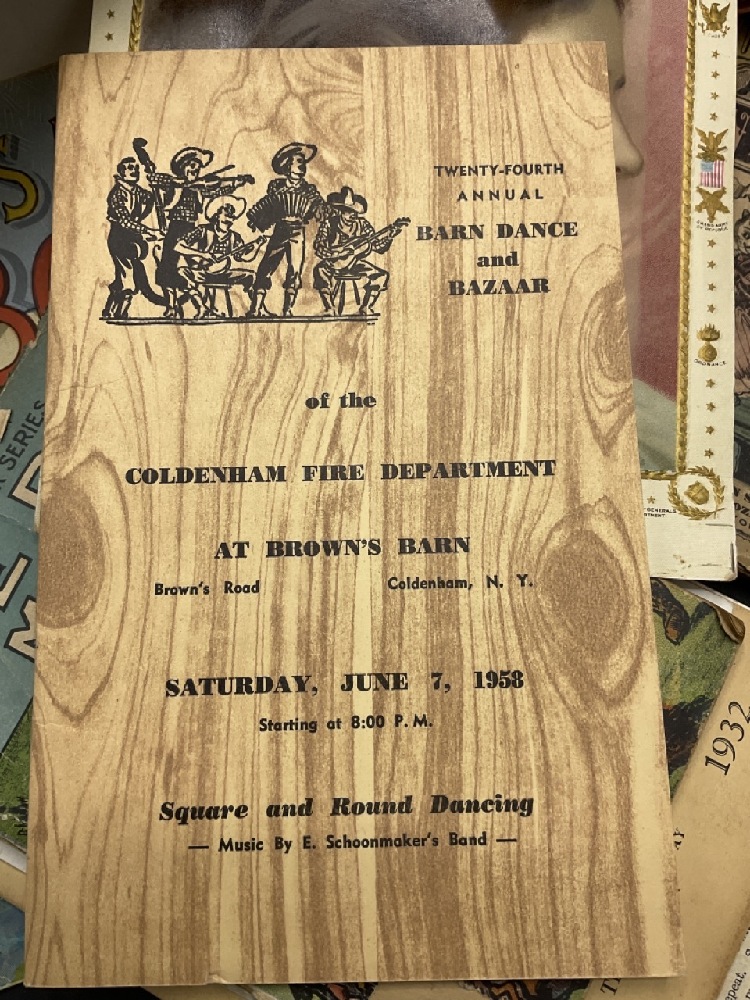 TWENTY-FOURTH
ANNUAL
BARN DANCE
and
BAZAAR
of the
COLDENHAM FIRE DEPARTMENT
AT BROWN'S BARN
Brown's Road Coldenham, N. Y.
SATURDAY, JUNE 7, 1958
Starting at 8:00 P.M.
Square and Round Dancing
— Music By E. Schoonmaker's Band —
SERIES
1932